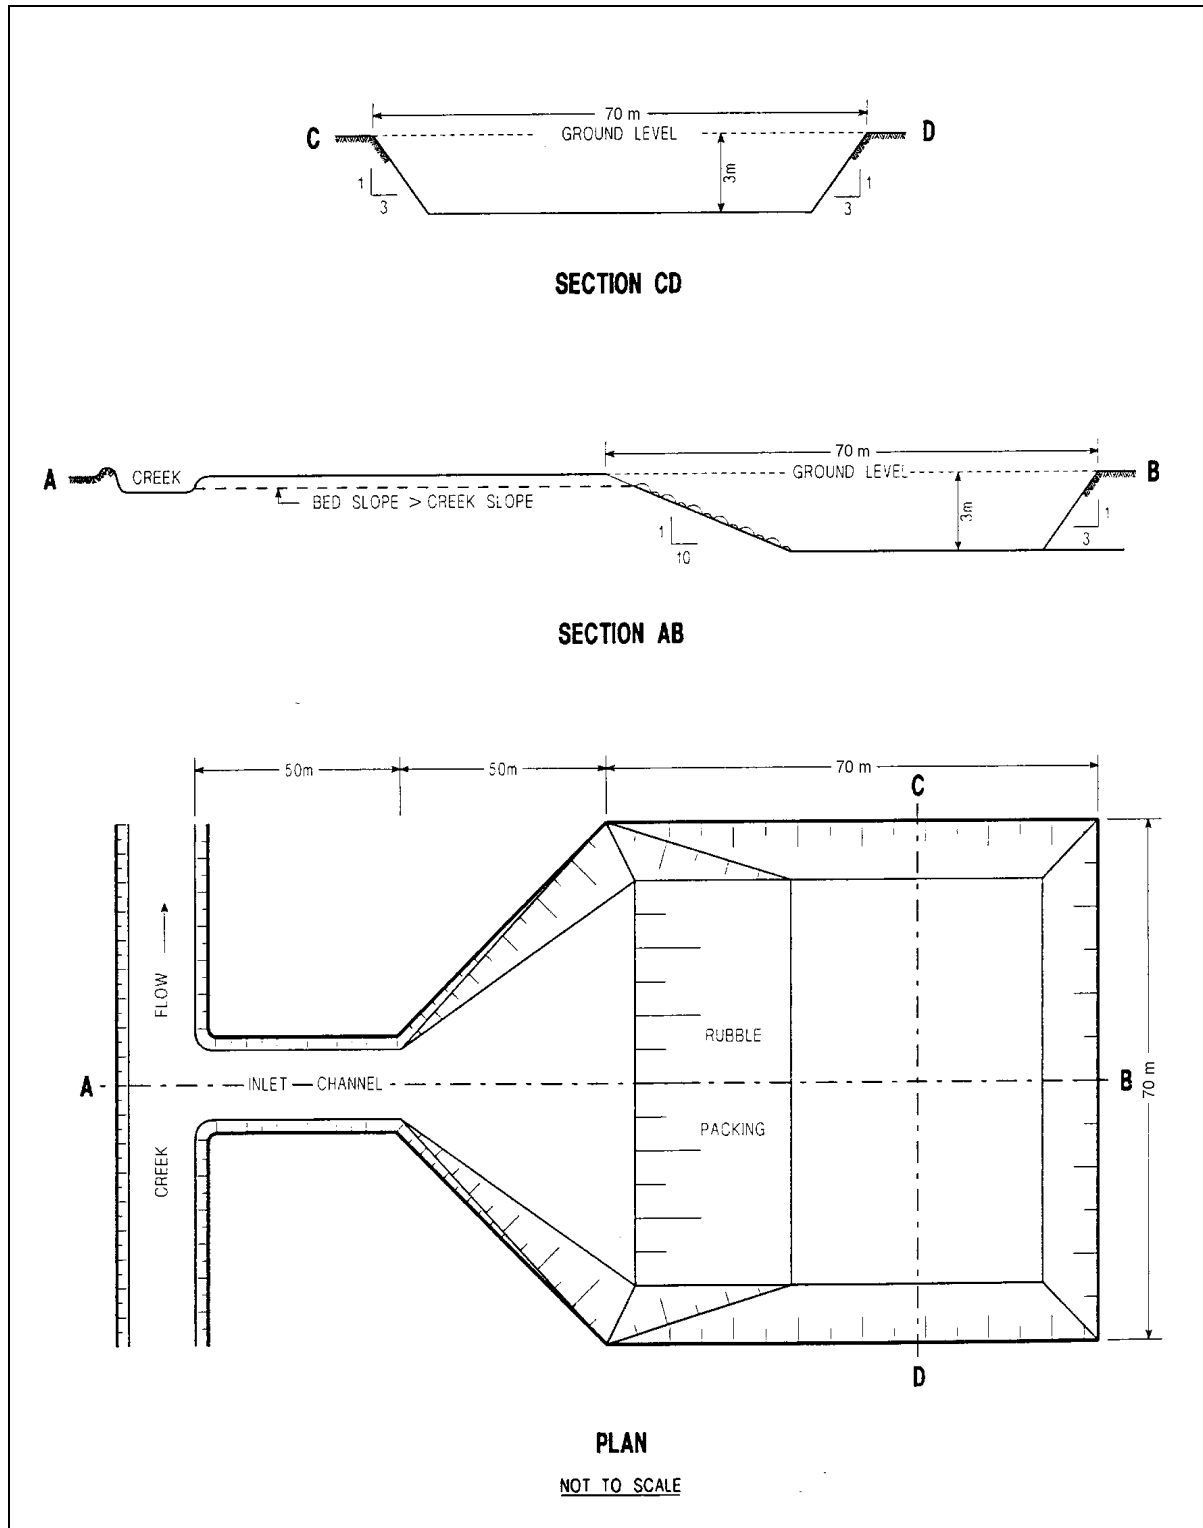 70 m
C
GROUND LEVEL
D
1
3
3m
1
3
SECTION CD
70 m
A
CREEK
GROUND LEVEL
B
BED SLOPE > CREEK SLOPE
1
10
3m
1
3
SECTION AB
50m
50m
70 m
C
FLOW
RUBBLE
A
INLET CHANNEL
B
70 m
PACKING
CREEK
D
PLAN
NOT TO SCALE